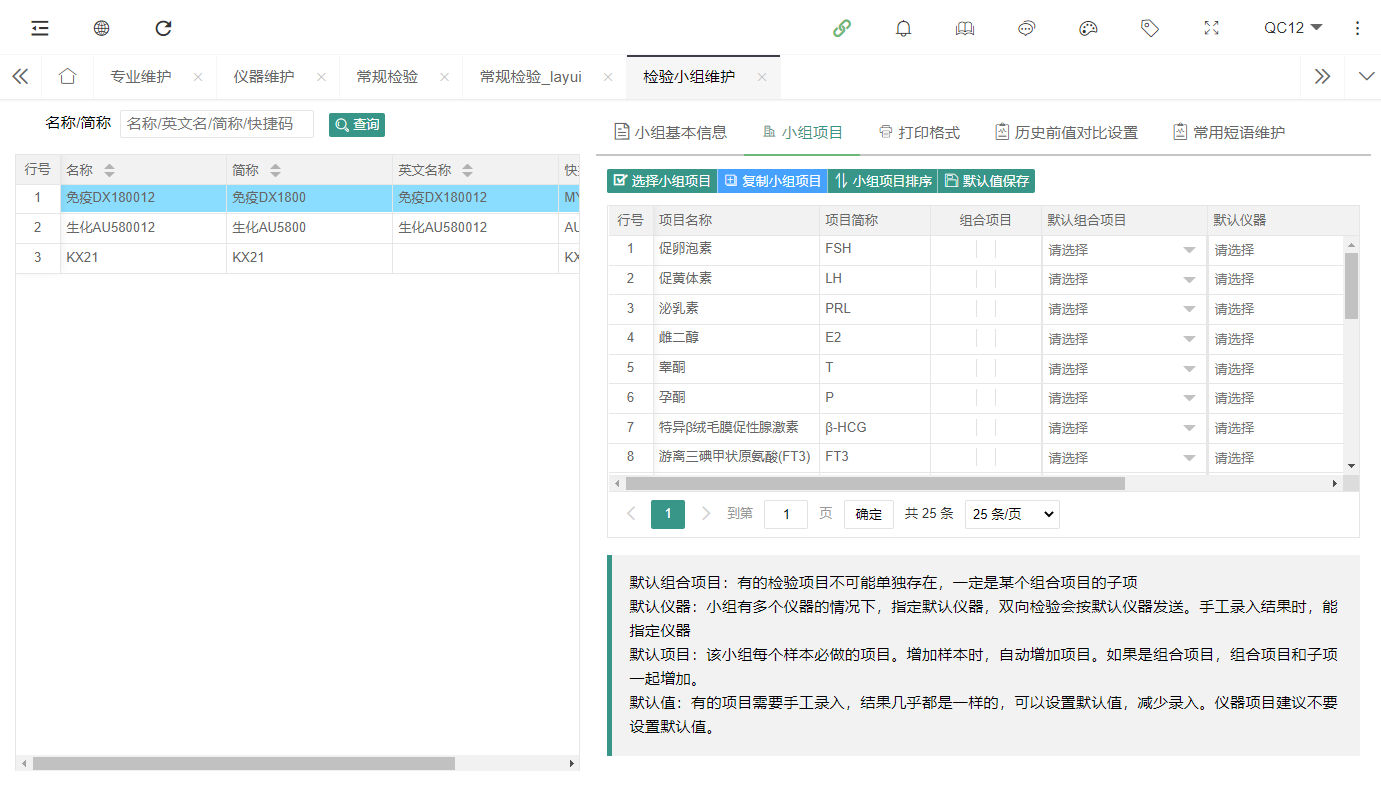 QC12
专业维护
仪器维护
常规检验
常规检验_layui
检验小组维护
名称/简称
名称/英文名/简称/快捷码
查询
行号 名称 简称 英文名称
1 免疫DX180012 免疫DX1800 免疫DX180012
2 生化AU580012 生化AU5800 生化AU580012 AU
3 KX21 KX21 KX
小组基本信息 小组项目 打印格式 历史前值对比设置 常用短语维护
选择小组项目 复制小组项目 小组项目排序 默认值保存
行号 项目名称 项目简称 组合项目 默认组合项目 默认仪器
1 促卵泡素 FSH 请选择 请选择
2 促黄体素 LH 请选择 请选择
3 泌乳素 PRL 请选择 请选择
4 雌二醇 E2 请选择 请选择
5 睾酮 T 请选择 请选择
6 孕酮 P 请选择 请选择
7 特异β绒毛膜促性腺激素 β-HCG 请选择 请选择
8 游离三碘甲状原氨酸(FT3) FT3 请选择 请选择
1 到第 1 页 确定 共 25 条 25 条/页
默认组合项目：有的检验项目不可能单独存在，一定是某个组合项目的子项
默认仪器：小组有多个仪器的情况下，指定默认仪器，双向检验会按默认仪器发送。手工录入结果时，能
指定仪器
默认项目：该小组每个样本必做的项目。增加样本时，自动增加项目。如果是组合项目，组合项目和子项
一起增加。
默认值：有的项目需要手工录入，结果几乎都是一样的，可以设置默认值，减少录入。仪器项目建议不要
设置默认值。